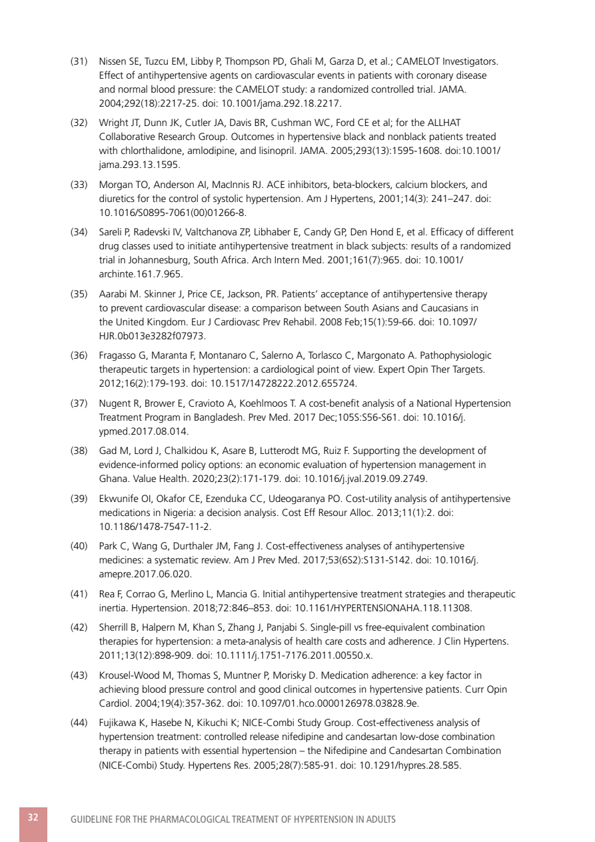 (31) Nissen SE, Tuzcu EM, Libby P, Thompson PD, Ghali M, Garza D, et al.; CAMELOT Investigators.
Effect of antihypertensive agents on cardiovascular events in patients with coronary disease
and normal blood pressure: the CAMELOT study: a randomized controlled trial. JAMA.
2004;292(18):2217-25. doi: 10.1001/jama.292.18.2217.
(32) Wright JT, Dunn JK, Cutler JA, Davis BR, Cushman WC, Ford CE et al; for the ALLHAT
Collaborative Research Group. Outcomes in hypertensive black and nonblack patients treated
with chlorthalidone, amlodipine, and lisinopril. JAMA. 2005;293(13):1595-1608. doi:10.1001/
jama.293.13.1595.
(33) Morgan TO, Anderson AI, MacInnis RJ. ACE inhibitors, beta-blockers, calcium blockers, and
diuretics for the control of systolic hypertension. Am J Hypertens, 2001;14(3): 241–247. doi:
10.1016/S0895-7061(00)01266-8.
(34) Sareli P, Radevski IV, Valtchanova ZP, Libhaber E, Candy GP, Den Hond E, et al. Efficacy of different
drug classes used to initiate antihypertensive treatment in black subjects: results of a randomized
trial in Johannesburg, South Africa. Arch Intern Med. 2001;161(7):965. doi: 10.1001/
archinte.161.7.965.
(35) Aarabi M. Skinner J, Price CE, Jackson, PR. Patients’ acceptance of antihypertensive therapy
to prevent cardiovascular disease: a comparison between South Asians and Caucasians in
the United Kingdom. Eur J Cardiovasc Prev Rehabil. 2008 Feb;15(1):59-66. doi: 10.1097/
HJR.0b013e3282f07973.
(36) Fragasso G, Maranta F, Montanaro C, Salerno A, Torlasco C, Margonato A. Pathophysiologic
therapeutic targets in hypertension: a cardiological point of view. Expert Opin Ther Targets.
2012;16(2):179-193. doi: 10.1517/14728222.2012.655724.
(37) Nugent R, Brower E, Cravioto A, Koehlmoos T. A cost-benefit analysis of a National Hypertension
Treatment Program in Bangladesh. Prev Med. 2017 Dec;105S:S56-S61. doi: 10.1016/j.
ypmed.2017.08.014.
(38) Gad M, Lord J, Chalkidou K, Asare B, Lutterodt MG, Ruiz F. Supporting the development of
evidence-informed policy options: an economic evaluation of hypertension management in
Ghana. Value Health. 2020;23(2):171-179. doi: 10.1016/j.jval.2019.09.2749.
(39) Ekwunife OI, Okafor CE, Ezenduka CC, Udeogaranya PO. Cost-utility analysis of antihypertensive
medications in Nigeria: a decision analysis. Cost Eff Resour Alloc. 2013;11(1):2. doi:
10.1186/1478-7547-11-2.
(40) Park C, Wang G, Durthaler JM, Fang J. Cost-effectiveness analyses of antihypertensive
medicines: a systematic review. Am J Prev Med. 2017;53(6S2):S131-S142. doi: 10.1016/j.
amepre.2017.06.020.
(41) Rea F, Corrao G, Merlino L, Mancia G. Initial antihypertensive treatment strategies and therapeutic
inertia. Hypertension. 2018;72:846–853. doi: 10.1161/HYPERTENSIONAHA.118.11308.
(42) Sherrill B, Halpern M, Khan S, Zhang J, Panjabi S. Single-pill vs free-equivalent combination
therapies for hypertension: a meta-analysis of health care costs and adherence. J Clin Hypertens.
2011;13(12):898-909. doi: 10.1111/j.1751-7176.2011.00550.x.
(43) Krousel-Wood M, Thomas S, Muntner P, Morisky D. Medication adherence: a key factor in
achieving blood pressure control and good clinical outcomes in hypertensive patients. Curr Opin
Cardiol. 2004;19(4):357-362. doi: 10.1097/01.hco.0000126978.03828.9e.
(44) Fujikawa K, Hasebe N, Kikuchi K; NICE-Combi Study Group. Cost-effectiveness analysis of
hypertension treatment: controlled release nifedipine and candesartan low-dose combination
therapy in patients with essential hypertension – the Nifedipine and Candesartan Combination
(NICE-Combi) Study. Hypertens Res. 2005;28(7):585-91. doi: 10.1291/hypres.28.585.
32 GUIDELINE FOR THE PHARMACOLOGICAL TREATMENT OF HYPERTENSION IN ADULTS